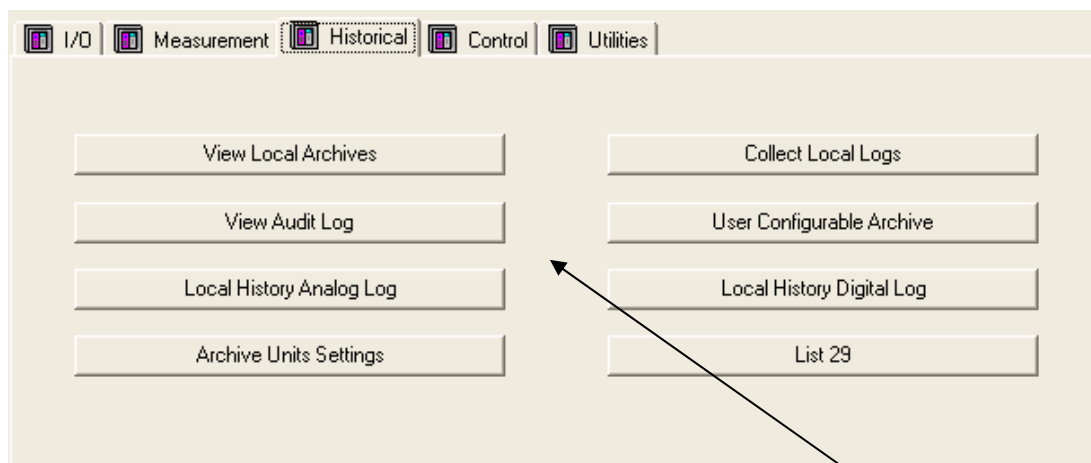 I/O Measurement Historical Control Utilities
View Local Archives Collect Local Logs
View Audit Log User Configurable Archive
Local History Analog Log Local History Digital Log
Archive Units Settings List 29